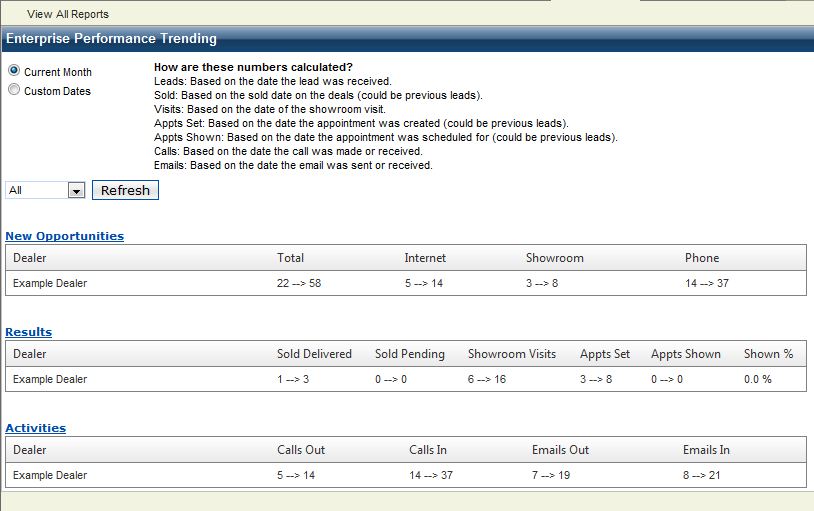 View All Reports
Enterprise Performance Trending
Current Month
Custom Dates
How are these numbers calculated?
Leads: Based on the date the lead was received.
Sold: Based on the sold date on the deals (could be previous leads).
Visits: Based on the date of the showroom visit.
Appts Set: Based on the date the appointment was created (could be previous leads).
Appts Shown: Based on the date the appointment was scheduled for (could be previous leads).
Calls: Based on the date the call was made or received.
Emails: Based on the date the email was sent or received.
All Refresh
New Opportunities
Dealer Total Internet Showroom Phone
Example Dealer 22 --> 58 5 --> 14 3 --> 8 14 --> 37
Results
Dealer Sold Delivered Sold Pending Showroom Visits Appts Set Appts Shown Shown %
Example Dealer 1 --> 3 0 --> 0 6 --> 16 3 --> 8 0 --> 0 0.0 %
Activities
Dealer Calls Out Calls In Emails Out Emails In
Example Dealer 5 --> 14 14 --> 37 7 --> 19 8 --> 21